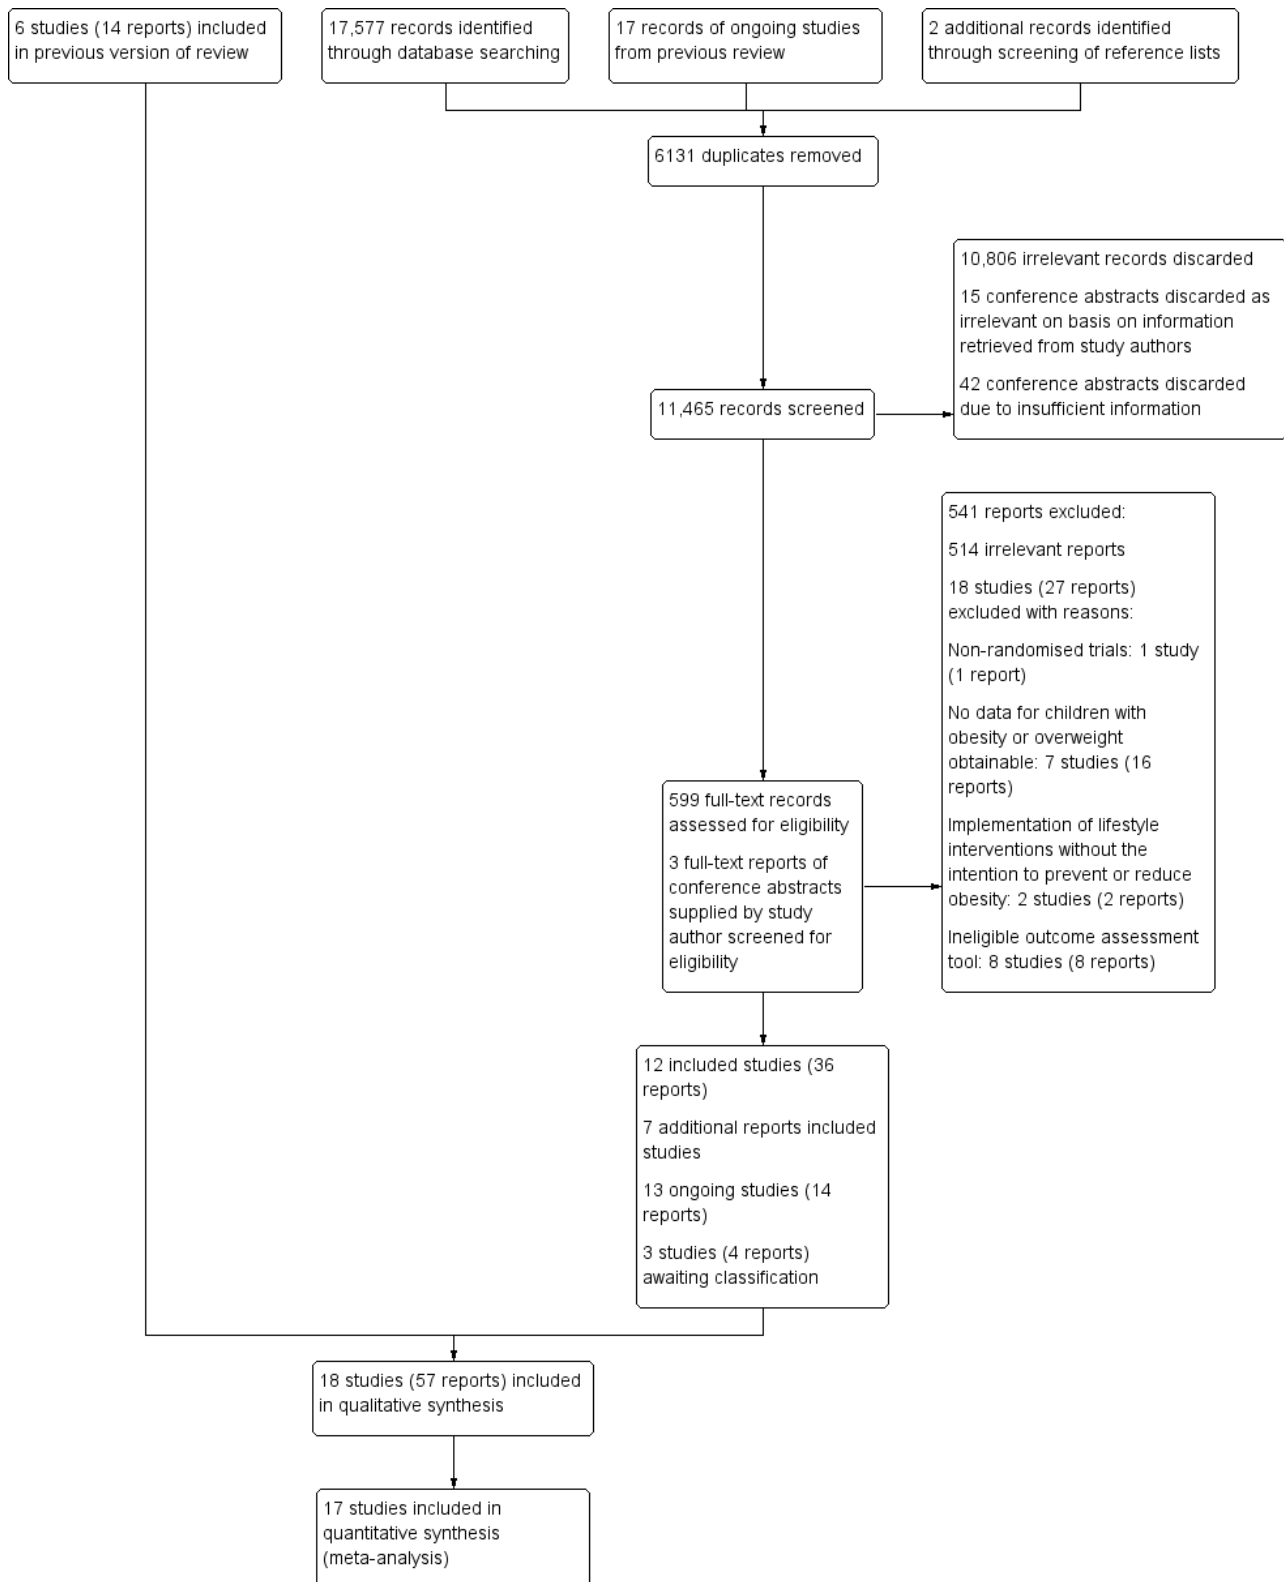 6 studies (14 reports) included
in previous version of review
17,577 records identified
through database searching
17 records of ongoing studies
from previous review
2 additional records identified
through screening of reference lists
6131 duplicates removed
10,806 irrelevant records discarded
15 conference abstracts discarded as
irrelevant on basis on information
retrieved from study authors
42 conference abstracts discarded
due to insufficient information
11,465 records screened
541 reports excluded:
514 irrelevant reports
18 studies (27 reports)
excluded with reasons:
Non-randomised trials: 1 study
(1 report)
No data for children with
obesity or overweight
obtainable: 7 studies (16
reports)
Implementation of lifestyle
interventions without the
intention to prevent or reduce
obesity: 2 studies (2 reports)
Ineligible outcome assessment
tool: 8 studies (8 reports)
599 full-text records
assessed for eligibility
3 full-text reports of
conference abstracts
supplied by study
author screened for
eligibility
12 included studies (36
reports)
7 additional reports included
studies
13 ongoing studies (14
reports)
3 studies (4 reports)
awaiting classification
18 studies (57 reports) included
in qualitative synthesis
17 studies included in
quantitative synthesis
(meta-analysis)